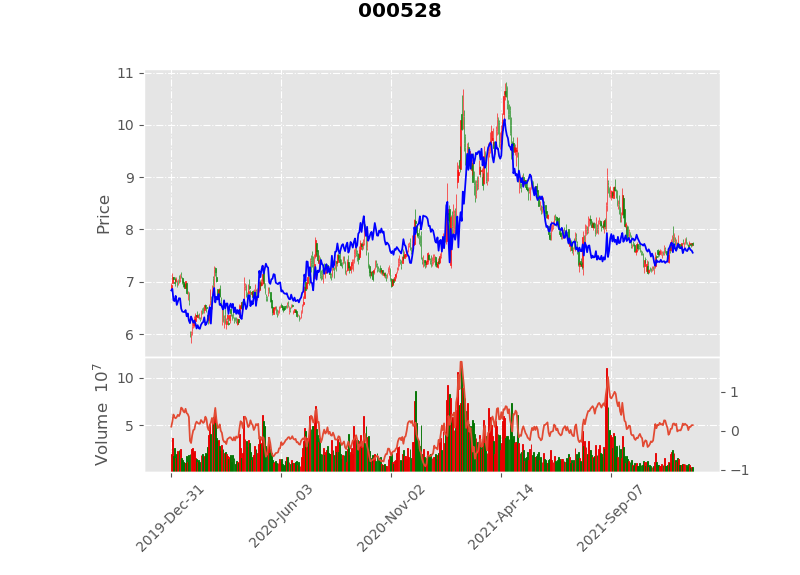 000528
Price
11
10
9
8
7
6
Volume 10^7
10
5
1
0
−1
2019-Dec-31
2020-Jun-03
2020-Nov-02
2021-Apr-14
2021-Sep-07